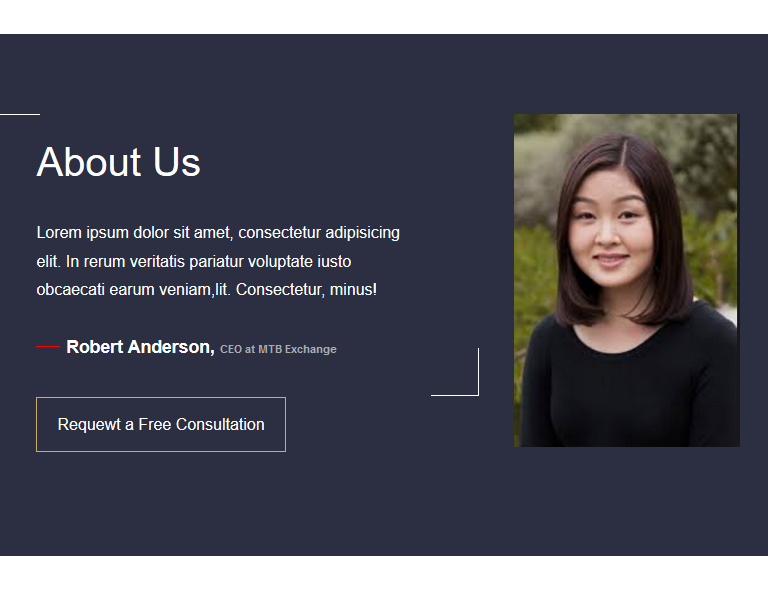 About Us
Lorem ipsum dolor sit amet, consectetur adipisicing
elit. In rerum veritatis pariatur voluptate iusto
obcaecati earum veniam,lit. Consectetur, minus!
Robert Anderson, CEO at MTB Exchange
Requewt a Free Consultation